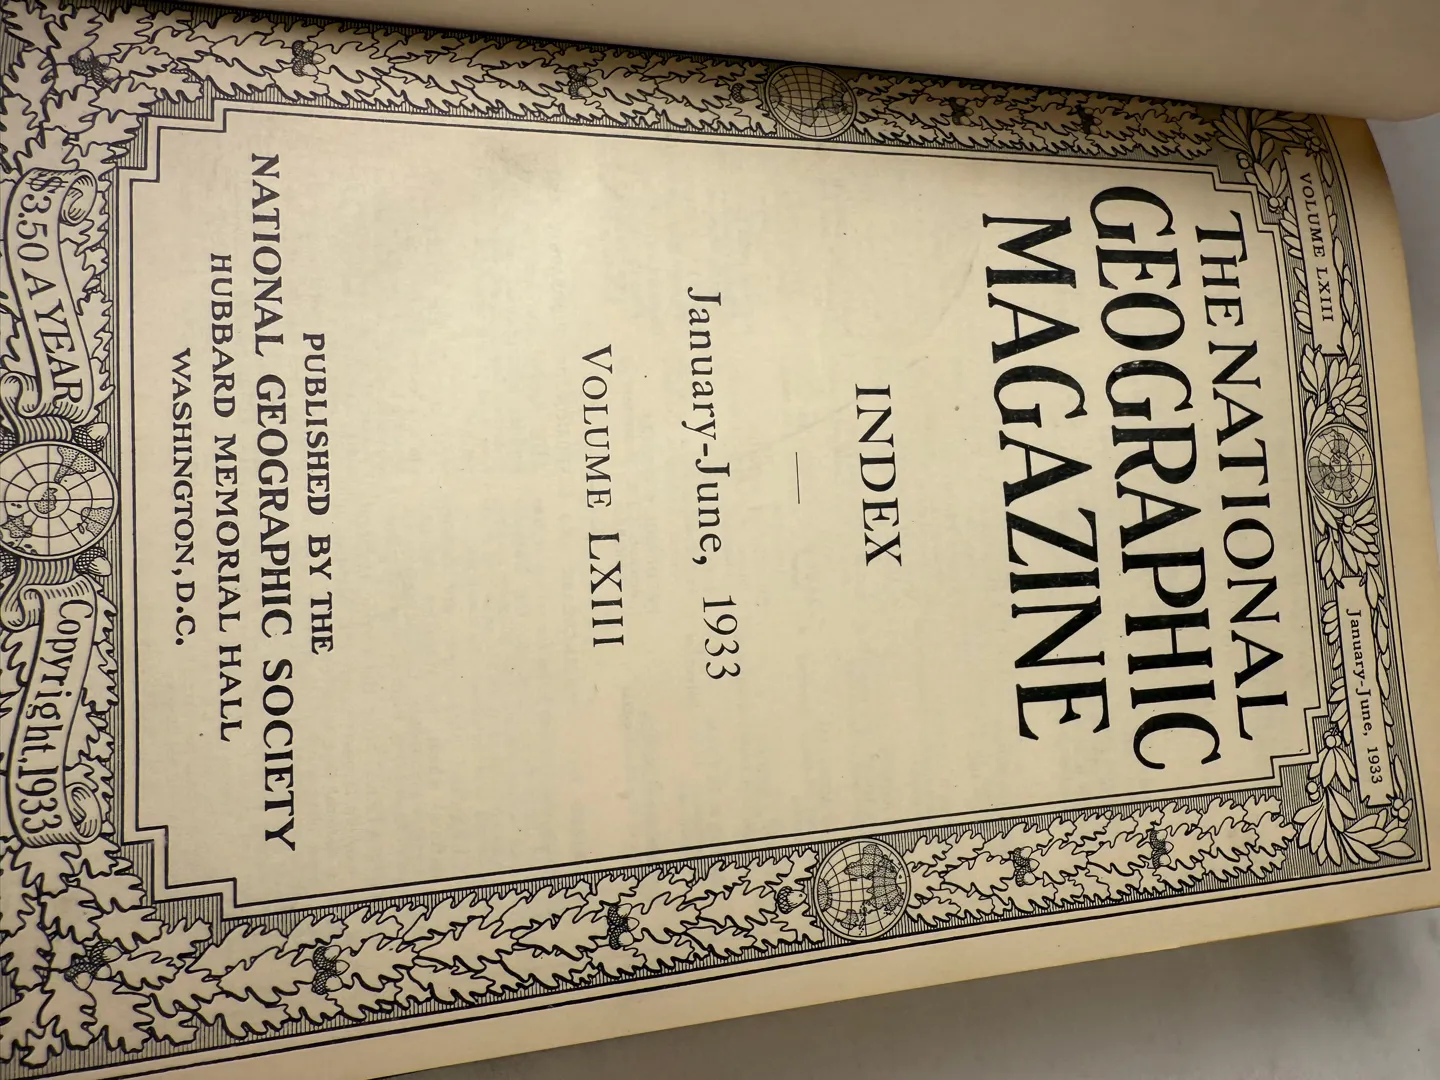 VOLUME LXIII
January-June, 1933
THE NATIONAL
GEOGRAPHIC
MAGAZINE
INDEX
January-June, 1933
VOLUME LXIII
PUBLISHED BY THE
NATIONAL GEOGRAPHIC SOCIETY
HUBBARD MEMORIAL HALL
WASHINGTON, D.C.
$3.50 A YEAR
Copyright, 1933